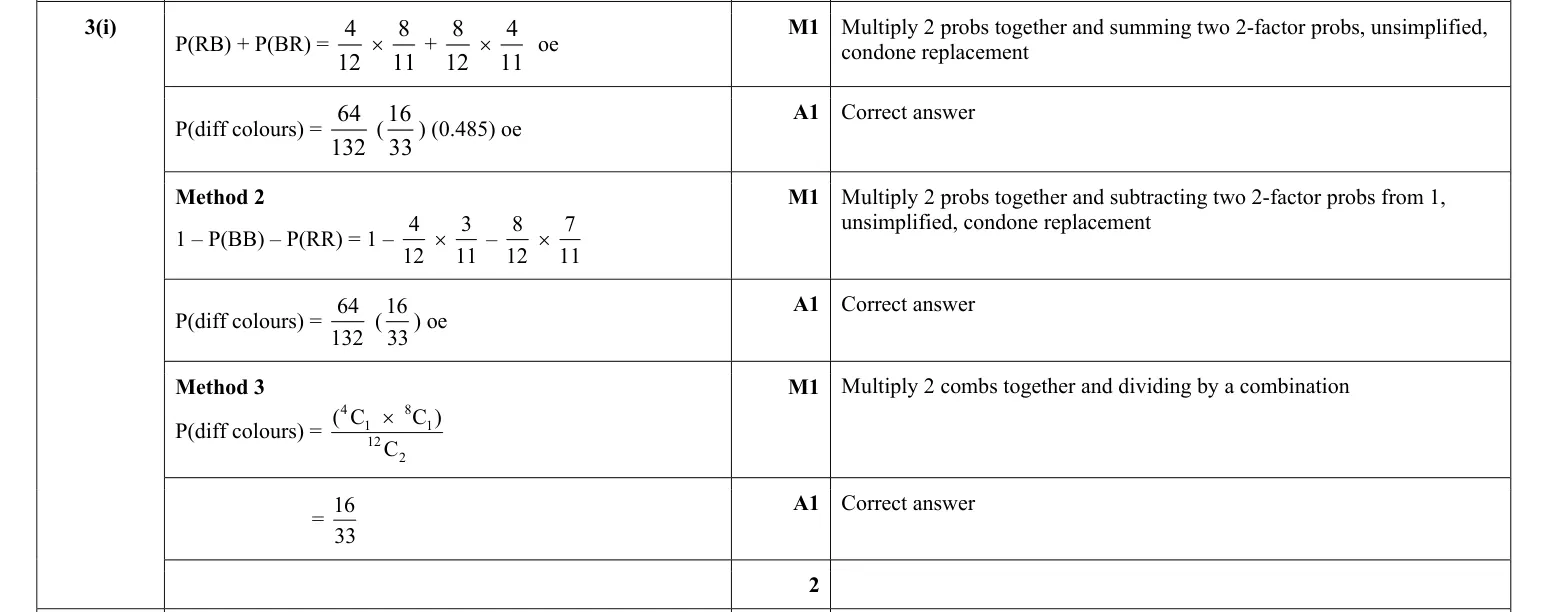 3(i)
P(RB) + P(BR) = 4/12 × 8/11 + 8/12 × 4/11 oe
M1
Multiply 2 probs together and summing two 2-factor probs, unsimplified,
condone replacement
P(diff colours) = 64/132 (16/33) (0.485) oe
A1
Correct answer
Method 2
1 – P(BB) – P(RR) = 1 – 4/12 × 3/11 – 8/12 × 7/11
M1
Multiply 2 probs together and subtracting two 2-factor probs from 1,
unsimplified, condone replacement
P(diff colours) = 64/132 (16/33) oe
A1
Correct answer
Method 3
P(diff colours) = (⁴C₁ × ⁸C₁)/¹²C₂
M1
Multiply 2 combs together and dividing by a combination
= 16/33
A1
Correct answer
2